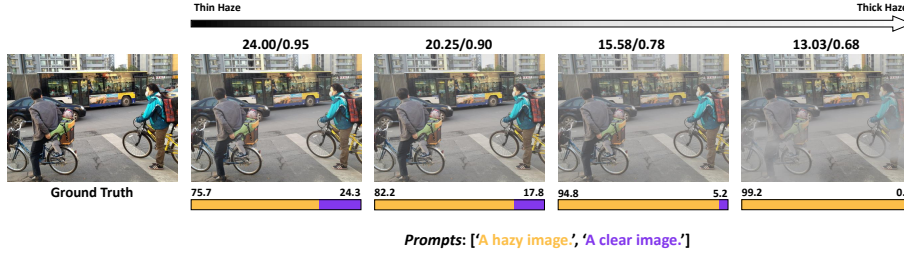 Thin Haze Thick Haze
24.00/0.95 20.25/0.90 15.58/0.78 13.03/0.68
Ground Truth
75.7 24.3 82.2 17.8 94.8 5.2 99.2 0.
Prompts: ['A hazy image.', 'A clear image.']